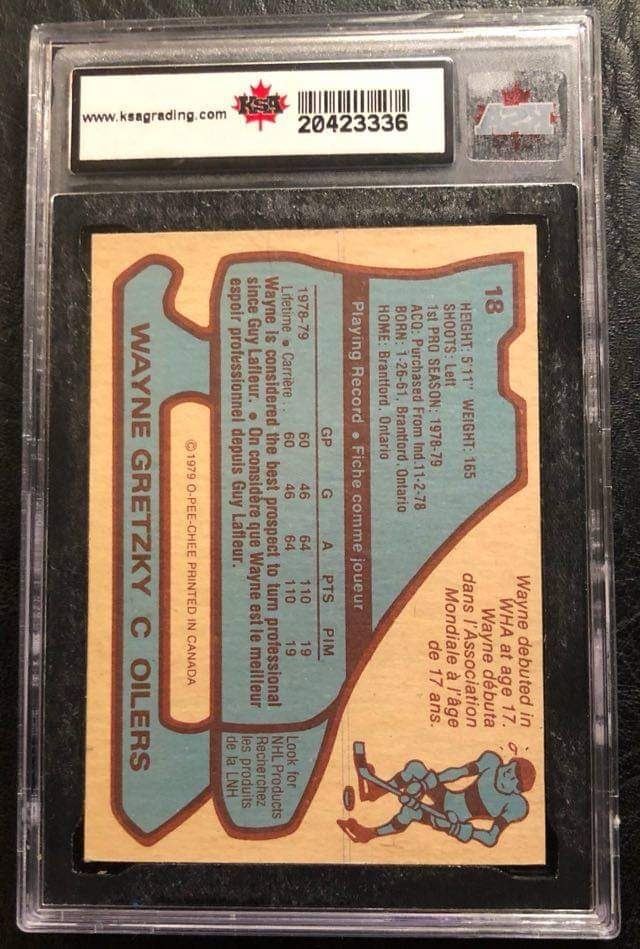 www.ksagrading.com
KSA
20423336
18
HEIGHT: 5'11" WEIGHT: 165
SHOOTS: Left
1st PRO SEASON: 1978-79
ACQ: Purchased From Ind.11-2-78
BORN: 1-26-61, Brantford, Ontario
HOME: Brantford, Ontario
Wayne debuted in
WHA at age 17.
Wayne débuta
dans l'Association
Mondiale à l'âge
de 17 ans.
Playing Record • Fiche comme joueur
GP G A PTS PIM
1978-79 60 46 64 110 19
Lifetime • Carrière .. 60 46 64 110 19
Wayne is considered the best prospect to turn professional
since Guy Lafleur. • On considère que Wayne est le meilleur
espoir professionnel depuis Guy Lafleur.
Look for
NHL Products
Recherchez
les produits
de la LNH
© 1979 O-PEE-CHEE PRINTED IN CANADA
WAYNE GRETZKY C OILERS